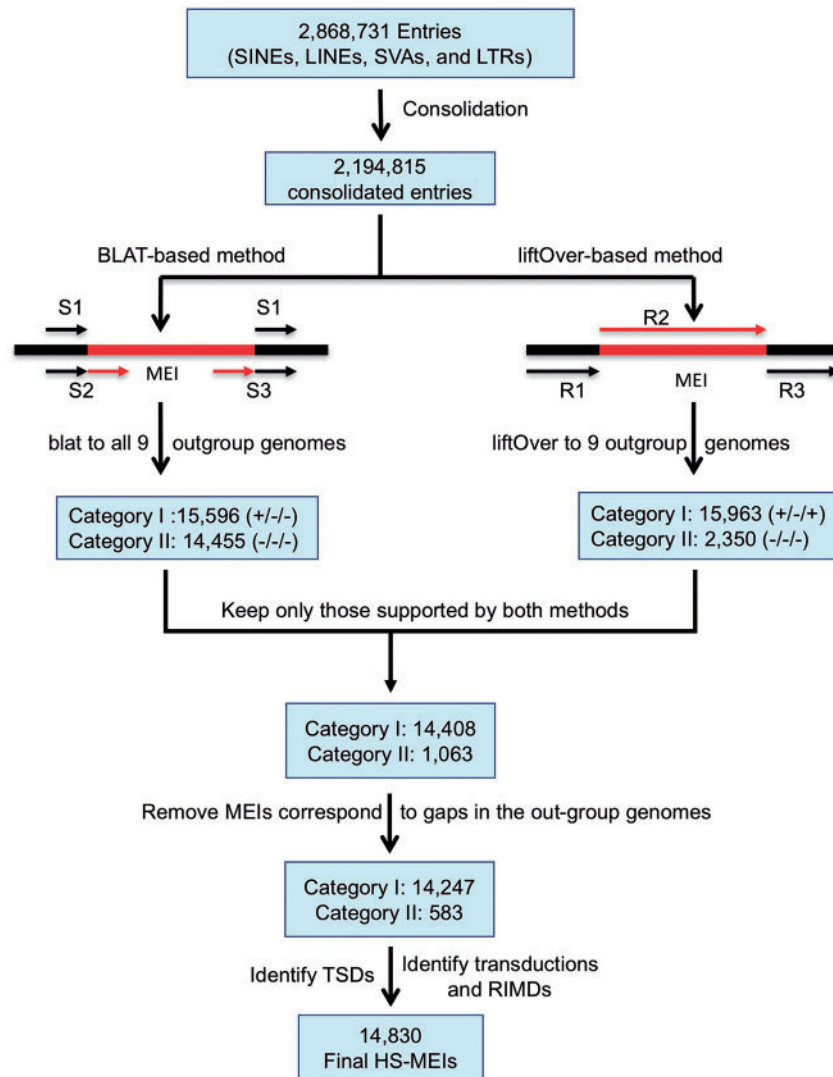 2,868,731 Entries
(SINEs, LINEs, SVAs, and LTRs)
Consolidation
2,194,815
consolidated entries
BLAT-based method
liftOver-based method
S1
S1
MEI
S2
S3
R2
MEI
R1
R3
blat to all 9 outgroup genomes
liftOver to 9 outgroup genomes
Category I :15,596 (+/-/-)
Category II: 14,455 (-/-/-)
Category I: 15,963 (+/-/+)
Category II: 2,350 (-/-/-)
Keep only those supported by both methods
Category I: 14,408
Category II: 1,063
Remove MEIs correspond to gaps in the out-group genomes
Category I: 14,247
Category II: 583
Identify TSDs
Identify transductions
and RIMDs
14,830
Final HS-MEIs